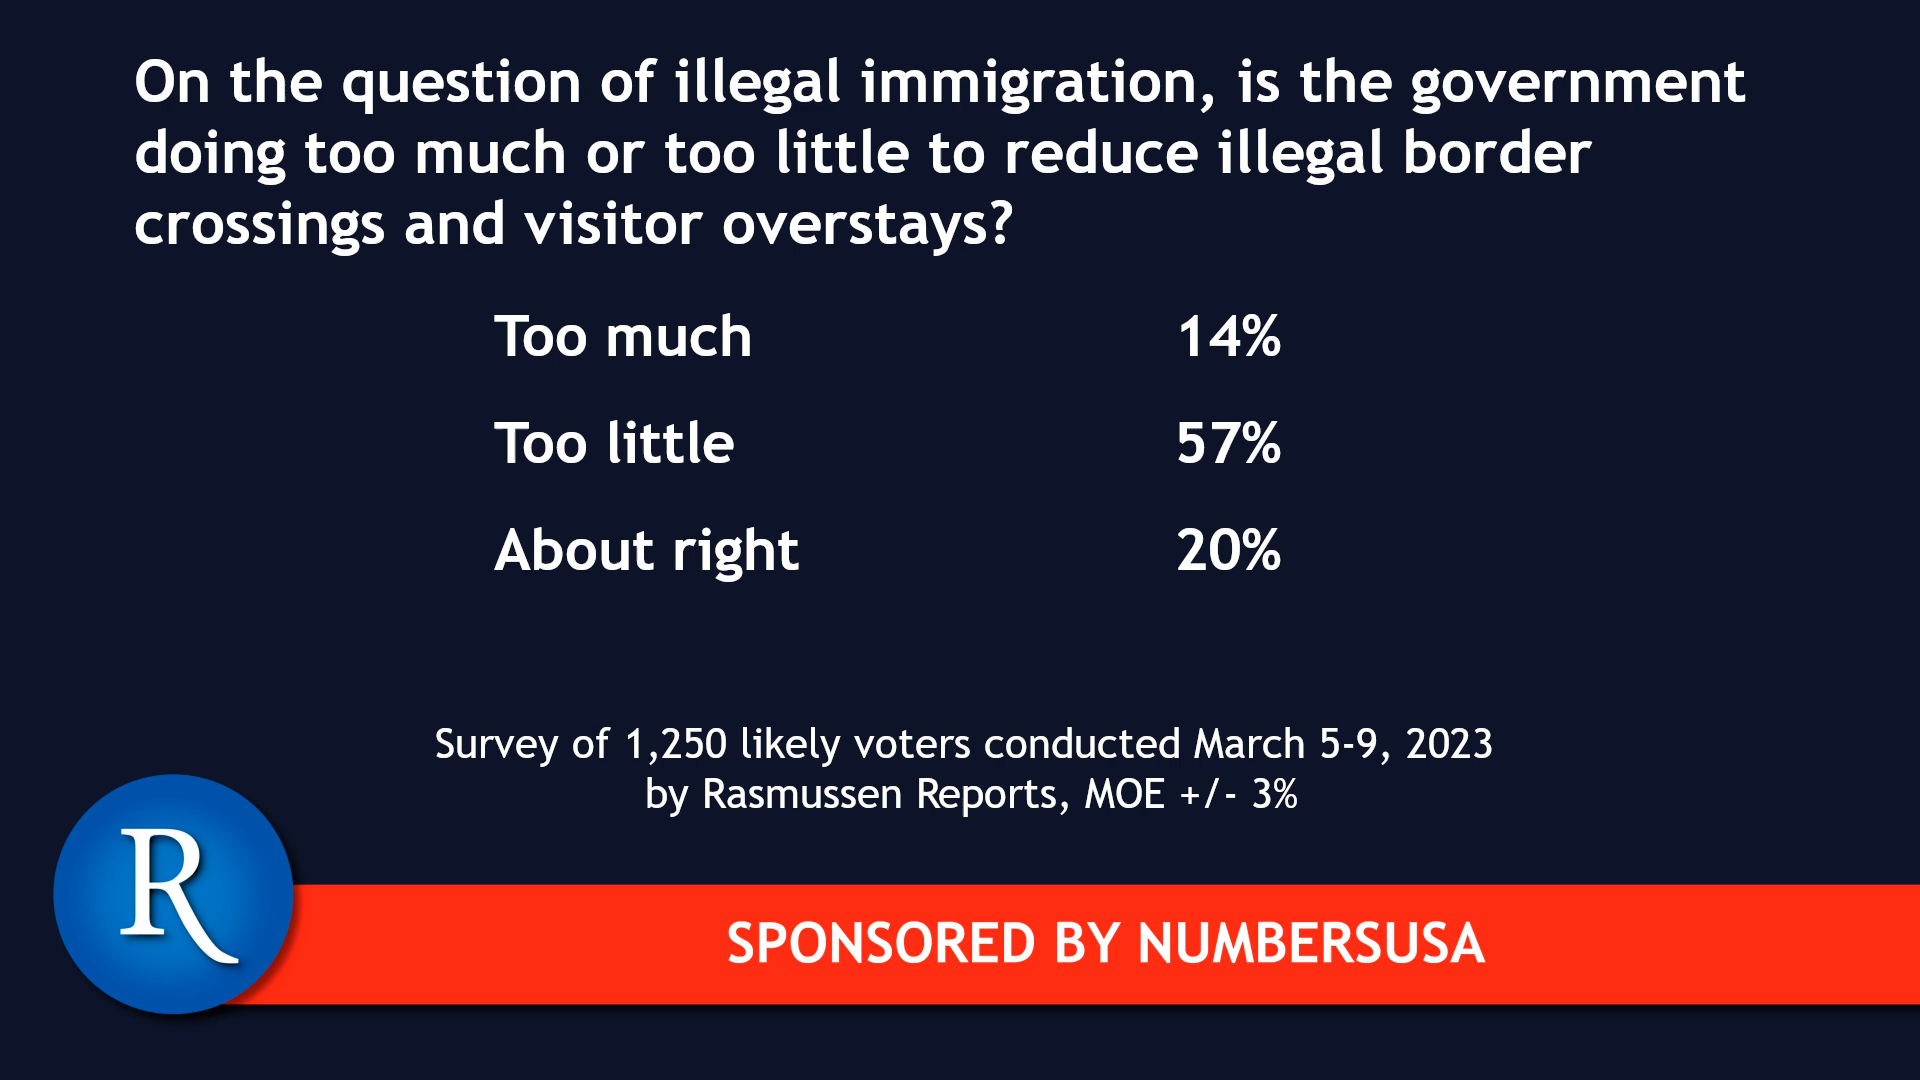 On the question of illegal immigration, is the government
doing too much or too little to reduce illegal border
crossings and visitor overstays?
Too much 14%
Too little 57%
About right 20%
Survey of 1,250 likely voters conducted March 5-9, 2023
by Rasmussen Reports, MOE +/- 3%
R
SPONSORED BY NUMBERSUSA